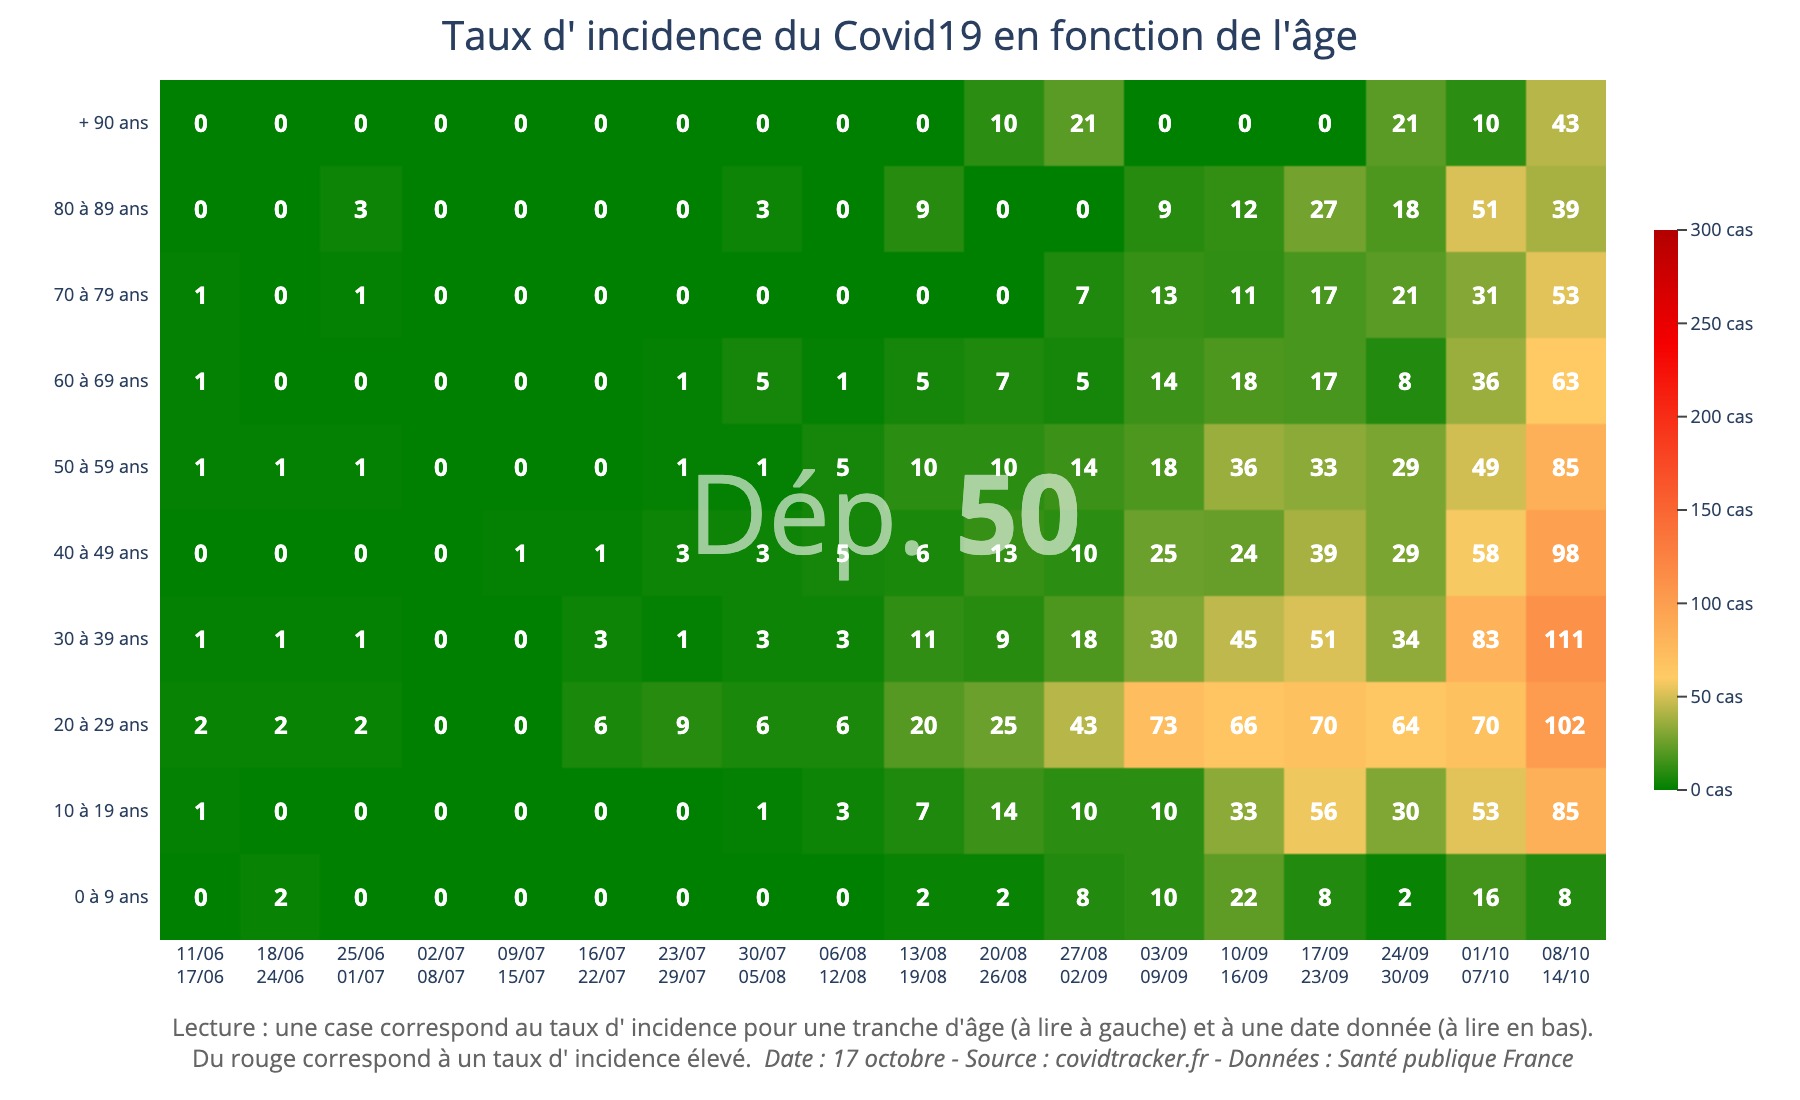 Taux d' incidence du Covid19 en fonction de l'âge
+ 90 ans 0 0 0 0 0 0 0 0 0 0 10 21 0 0 0 21 10 43
80 à 89 ans 0 0 3 0 0 0 0 3 0 9 0 0 9 12 27 18 51 39
300 cas
70 à 79 ans 1 0 1 0 0 0 0 0 0 0 0 7 13 11 17 21 31 53
250 cas
60 à 69 ans 1 0 0 0 0 0 1 5 1 5 7 5 14 18 17 8 36 63
200 cas
50 à 59 ans 1 1 1 0 0 0 1 1 5 10 10 14 18 36 33 29 49 85
Dép. 50
150 cas
40 à 49 ans 0 0 0 0 1 1 3 3 5 6 13 10 25 24 39 29 58 98
100 cas
30 à 39 ans 1 1 1 0 0 3 1 3 3 11 9 18 30 45 51 34 83 111
50 cas
20 à 29 ans 2 2 2 0 0 6 9 6 6 20 25 43 73 66 70 64 70 102
0 cas
10 à 19 ans 1 0 0 0 0 0 0 1 3 7 14 10 10 33 56 30 53 85
0 à 9 ans 0 2 0 0 0 0 0 0 0 2 2 8 10 22 8 2 16 8
11/06 18/06 25/06 02/07 09/07 16/07 23/07 30/07 06/08 13/08 20/08 27/08 03/09 10/09 17/09 24/09 01/10 08/10
17/06 24/06 01/07 08/07 15/07 22/07 29/07 05/08 12/08 19/08 26/08 02/09 09/09 16/09 23/09 30/09 07/10 14/10
Lecture : une case correspond au taux d' incidence pour une tranche d'âge (à lire à gauche) et à une date donnée (à lire en bas).
Du rouge correspond à un taux d' incidence élevé. Date : 17 octobre - Source : covidtracker.fr - Données : Santé publique France